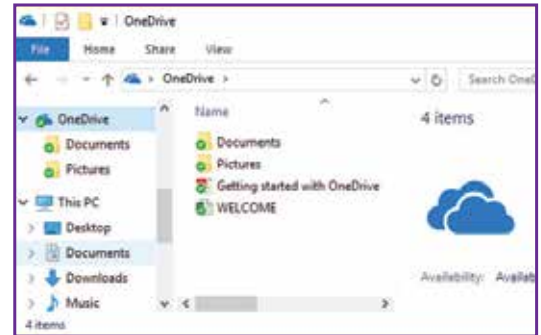 OneDrive
File Home Share View
OneDrive
Search OneD
OneDrive
Documents
Pictures
This PC
Desktop
Documents
Downloads
Music
4 items
Name
Documents
Pictures
Getting started with OneDrive
WELCOME
4 items
Availability: Availab